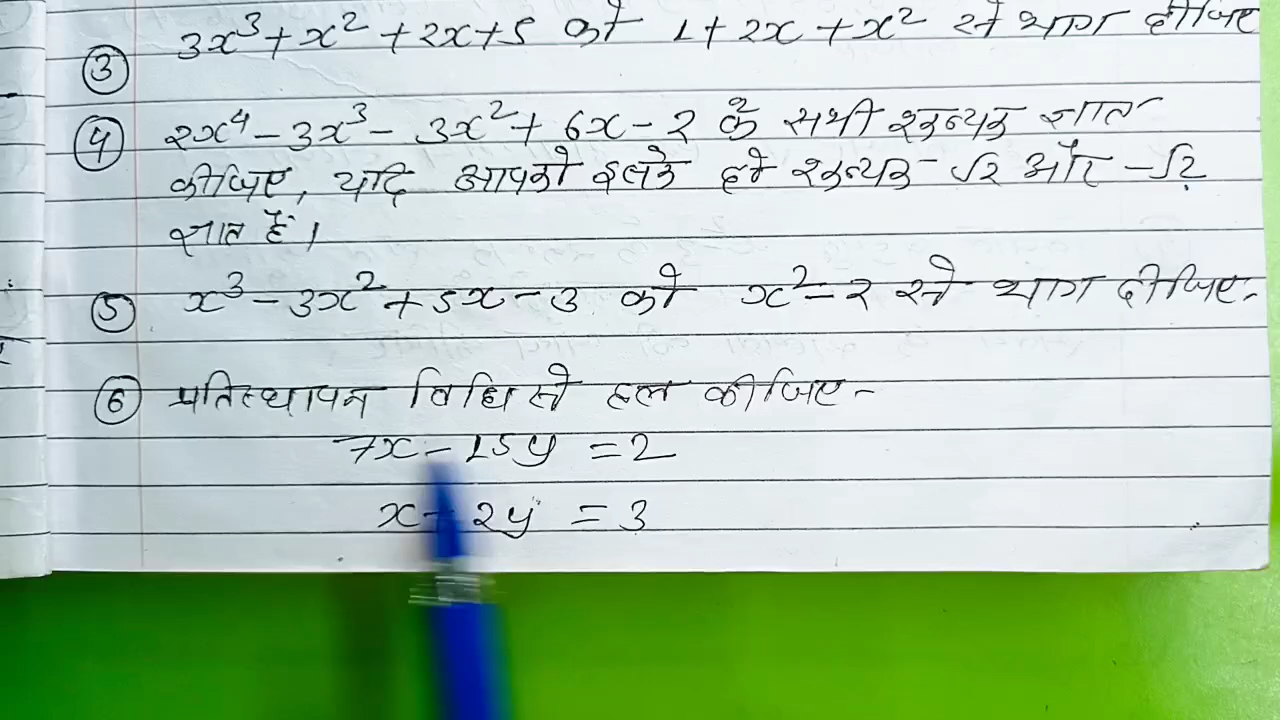 ③ 3x³+x²+2x+5 को 1+2x+x² से भाग दीजिए
④ 2x⁴-3x³-3x²+6x-2 के सभी शून्यक ज्ञात
कीजिए, यदि आपको इसके दो शून्यक √2 और -√2
ज्ञात हैं।
⑤ x³-3x²+5x-3 को x²-2 से भाग दीजिए-
⑥ प्रतिस्थापन विधि से हल कीजिए-
7x-15y=2
x+2y=3